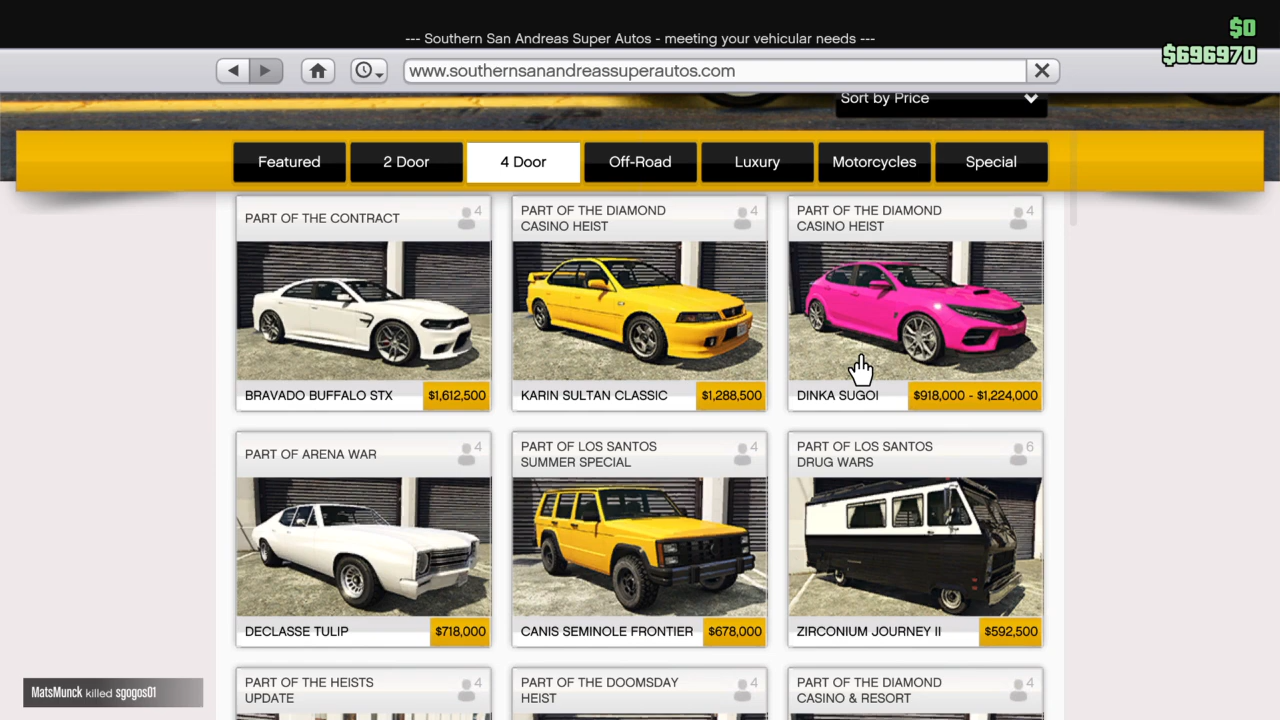 $0
--- Southern San Andreas Super Autos - meeting your vehicular needs ---
$696970
www.southernsanandreassuperautos.com
Sort by Price
Featured
2 Door
4 Door
Off-Road
Luxury
Motorcycles
Special
PART OF THE CONTRACT
4
BRAVADO BUFFALO STX
$1,612,500
PART OF THE DIAMOND
CASINO HEIST
4
KARIN SULTAN CLASSIC
$1,288,500
PART OF THE DIAMOND
CASINO HEIST
4
DINKA SUGOI
$918,000 - $1,224,000
PART OF ARENA WAR
4
DECLASSE TULIP
$718,000
PART OF LOS SANTOS
SUMMER SPECIAL
4
CANIS SEMINOLE FRONTIER
$678,000
PART OF LOS SANTOS
DRUG WARS
6
ZIRCONIUM JOURNEY II
$592,500
PART OF THE HEISTS
UPDATE
4
PART OF THE DOOMSDAY
HEIST
4
PART OF THE DIAMOND
CASINO & RESORT
4
MatsMunck killed sgogos01